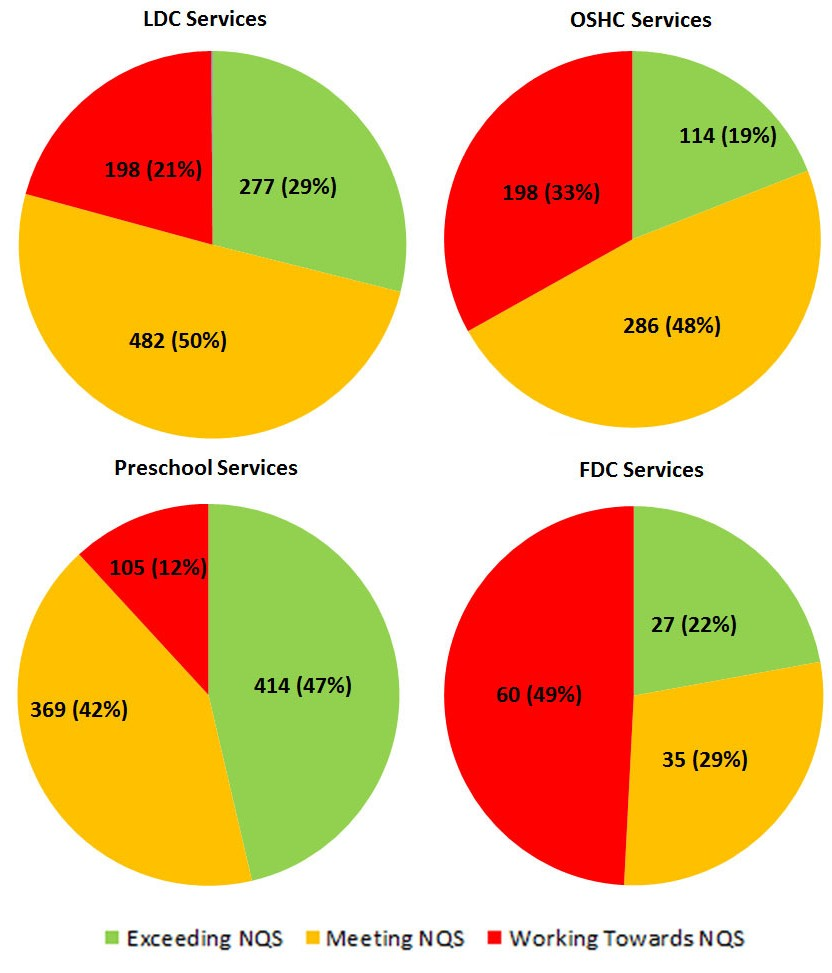 LDC Services
198 (21%)
277 (29%)
482 (50%)
OSHC Services
114 (19%)
198 (33%)
286 (48%)
Preschool Services
105 (12%)
414 (47%)
369 (42%)
FDC Services
27 (22%)
60 (49%)
35 (29%)
Exceeding NQS Meeting NQS Working Towards NQS